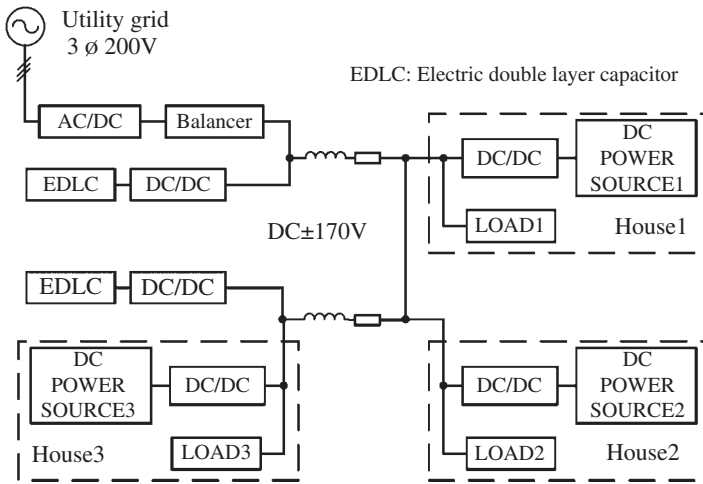 Utility grid
3 ø 200V
EDLC: Electric double layer capacitor
AC/DC
Balancer
EDLC
DC/DC
DC/DC
DC
POWER
SOURCE1
LOAD1
House1
DC±170V
EDLC
DC/DC
DC
POWER
SOURCE3
DC/DC
LOAD3
House3
DC/DC
DC
POWER
SOURCE2
LOAD2
House2